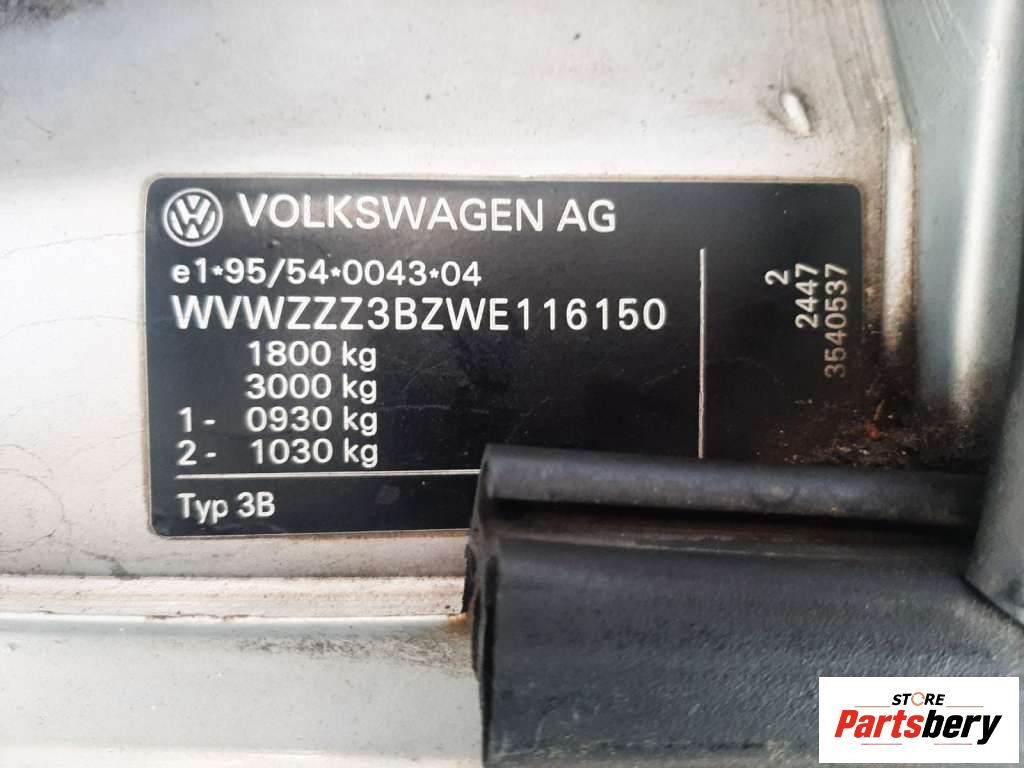 VOLKSWAGEN AG
e1*95/54*0043*04
WVWZZZ3BZWE116150
1800 kg
3000 kg
1- 0930 kg
2- 1030 kg
Typ 3B
2
2447
3540537
STORE
Partsbery